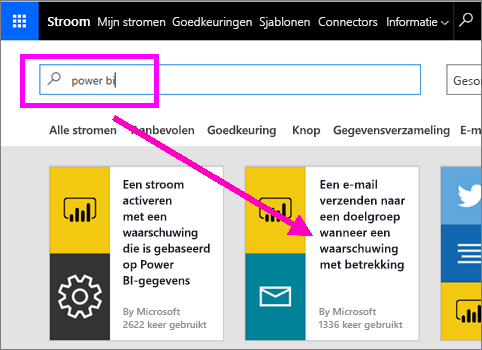 Stroom Mijn stromen Goedkeuringen Sjablonen Connectors Informatie
power bi
Geso
Alle stromen Aanbevolen Goedkeuring Knop Gegevensverzameling E-m
Een stroom
activeren
met een
waarschuwing
die is gebaseerd
op Power
BI-gegevens
By Microsoft
2622 keer gebruikt
Een e-mail
verzenden naar
een doelgroep
wanneer een
waarschuwing
met betrekking
By Microsoft
1336 keer gebruikt